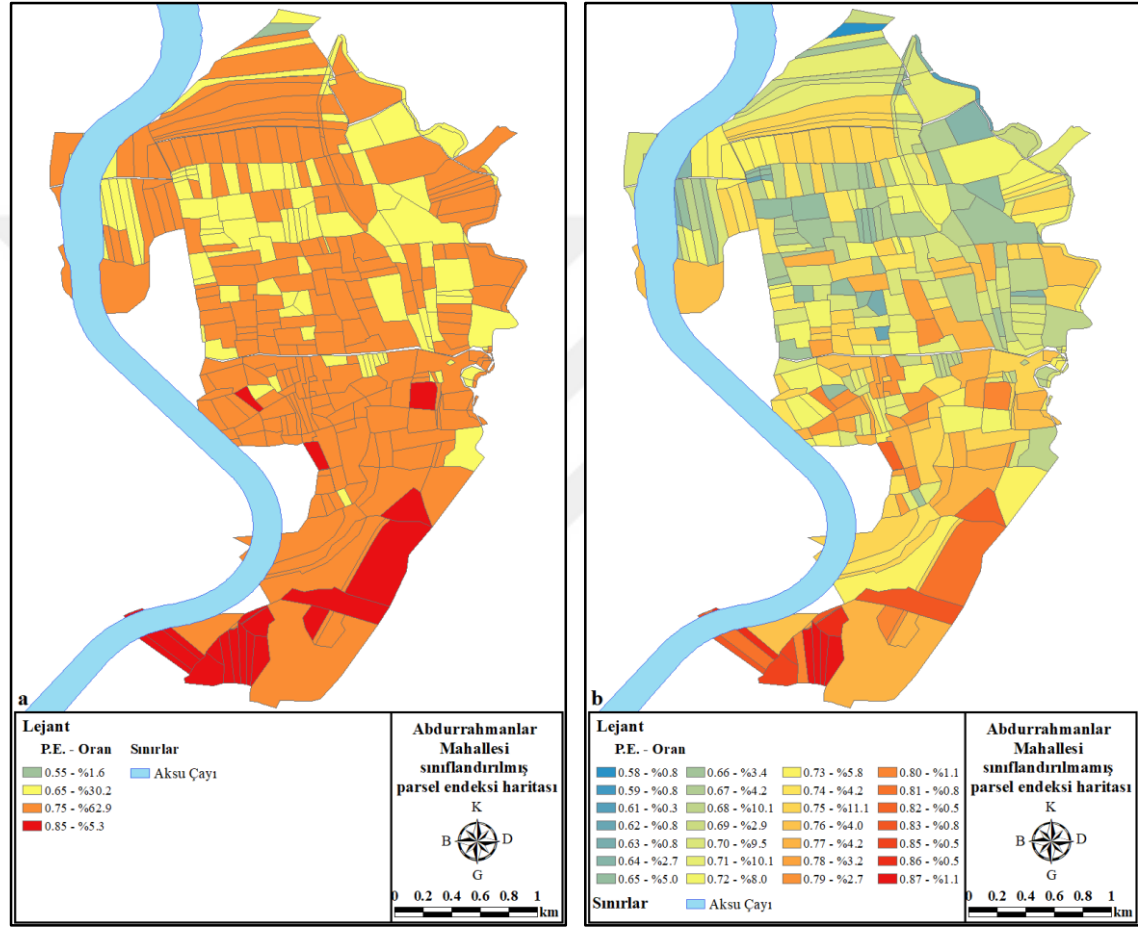 a
Lejant
P.E. - Oran Sınırlar
0.55 - %1.6 Aksu Çayı
0.65 - %30.2
0.75 - %62.9
0.85 - %5.3
Abdurrahmanlar
Mahallesi
sınıflandırılmış
parsel endeksi haritası
K
B D
G
0 0.2 0.4 0.6 0.8 1
km
b
Lejant
P.E. - Oran
0.58 - %0.8 0.66 - %3.4 0.73 - %5.8 0.80 - %1.1
0.59 - %0.8 0.67 - %4.2 0.74 - %4.2 0.81 - %0.8
0.61 - %0.3 0.68 - %10.1 0.75 - %11.1 0.82 - %0.5
0.62 - %0.8 0.69 - %2.9 0.76 - %4.0 0.83 - %0.8
0.63 - %0.8 0.70 - %9.5 0.77 - %4.2 0.85 - %0.5
0.64 - %2.7 0.71 - %10.1 0.78 - %3.2 0.86 - %0.5
0.65 - %5.0 0.72 - %8.0 0.79 - %2.7 0.87 - %1.1
Sınırlar Aksu Çayı
Abdurrahmanlar
Mahallesi
sınıflandırılmamış
parsel endeksi haritası
K
B D
G
0 0.2 0.4 0.6 0.8 1
km